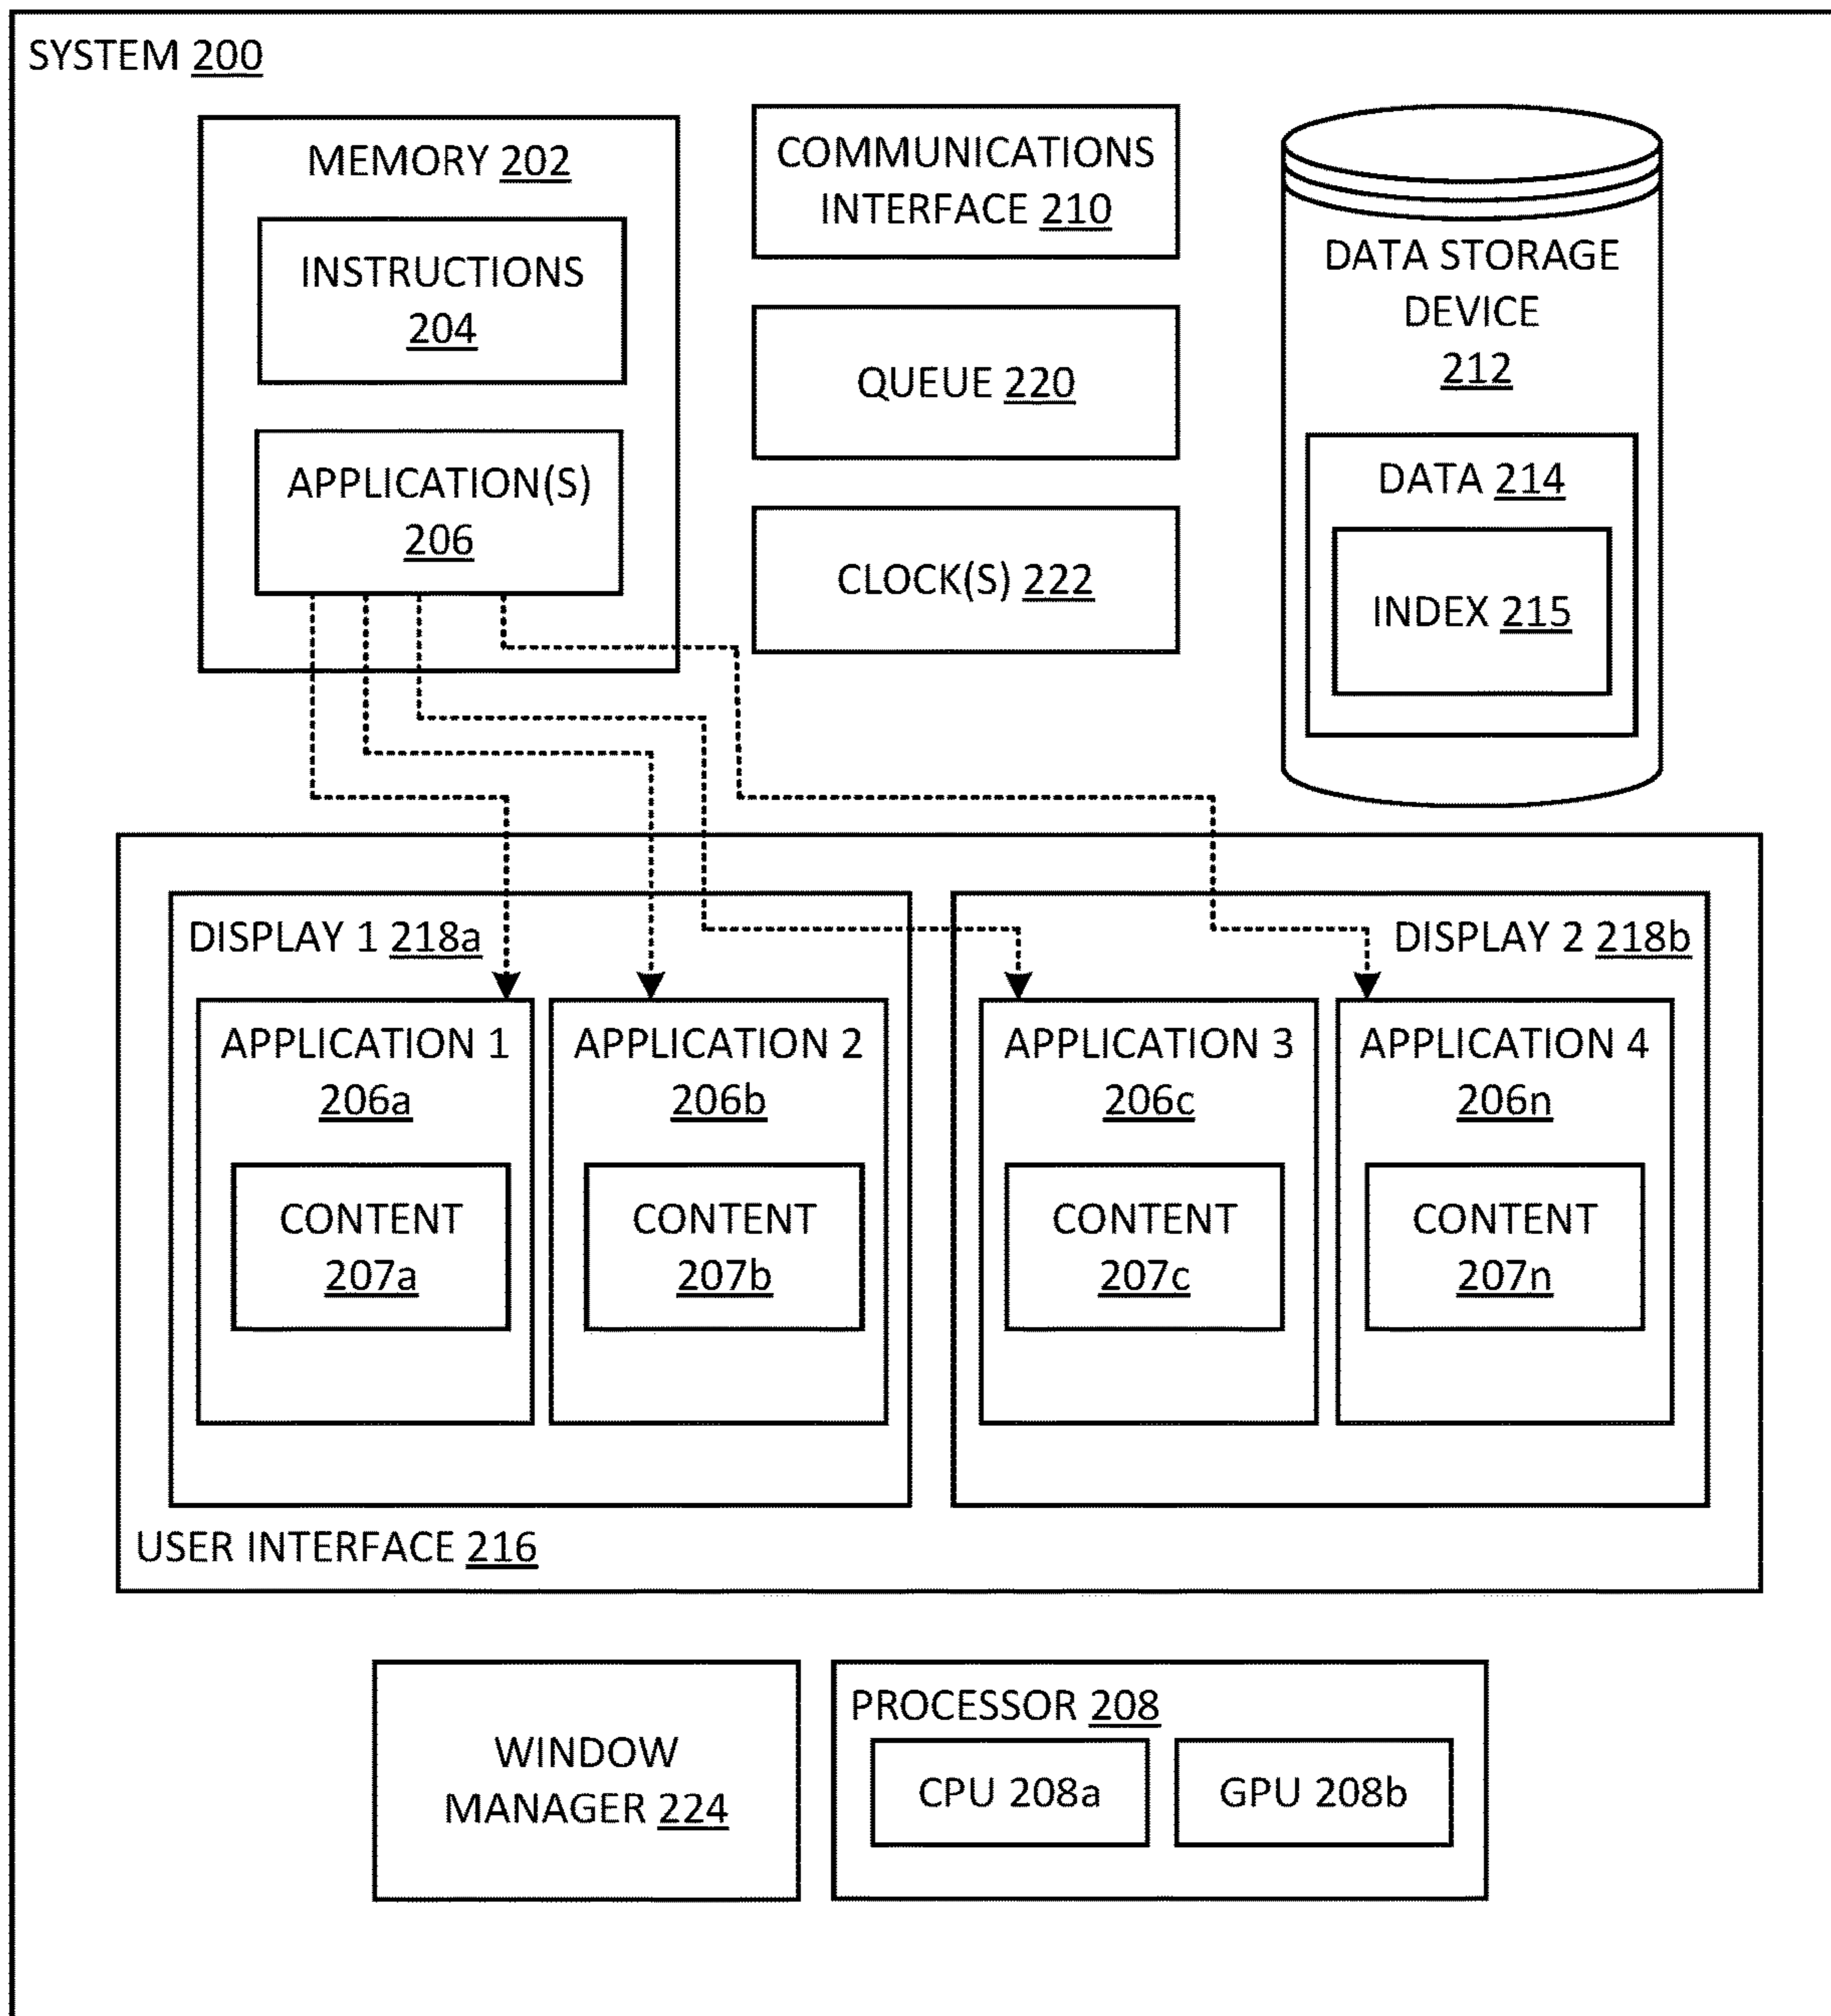 SYSTEM 200
MEMORY 202
INSTRUCTIONS
204
APPLICATION(S)
206
COMMUNICATIONS
INTERFACE 210
QUEUE 220
CLOCK(S) 222
DATA STORAGE
DEVICE
212
DATA 214
INDEX 215
DISPLAY 1 218a
APPLICATION 1
206a
CONTENT
207a
APPLICATION 2
206b
CONTENT
207b
DISPLAY 2 218b
APPLICATION 3
206c
CONTENT
207c
APPLICATION 4
206n
CONTENT
207n
USER INTERFACE 216
WINDOW
MANAGER 224
PROCESSOR 208
CPU 208a
GPU 208b